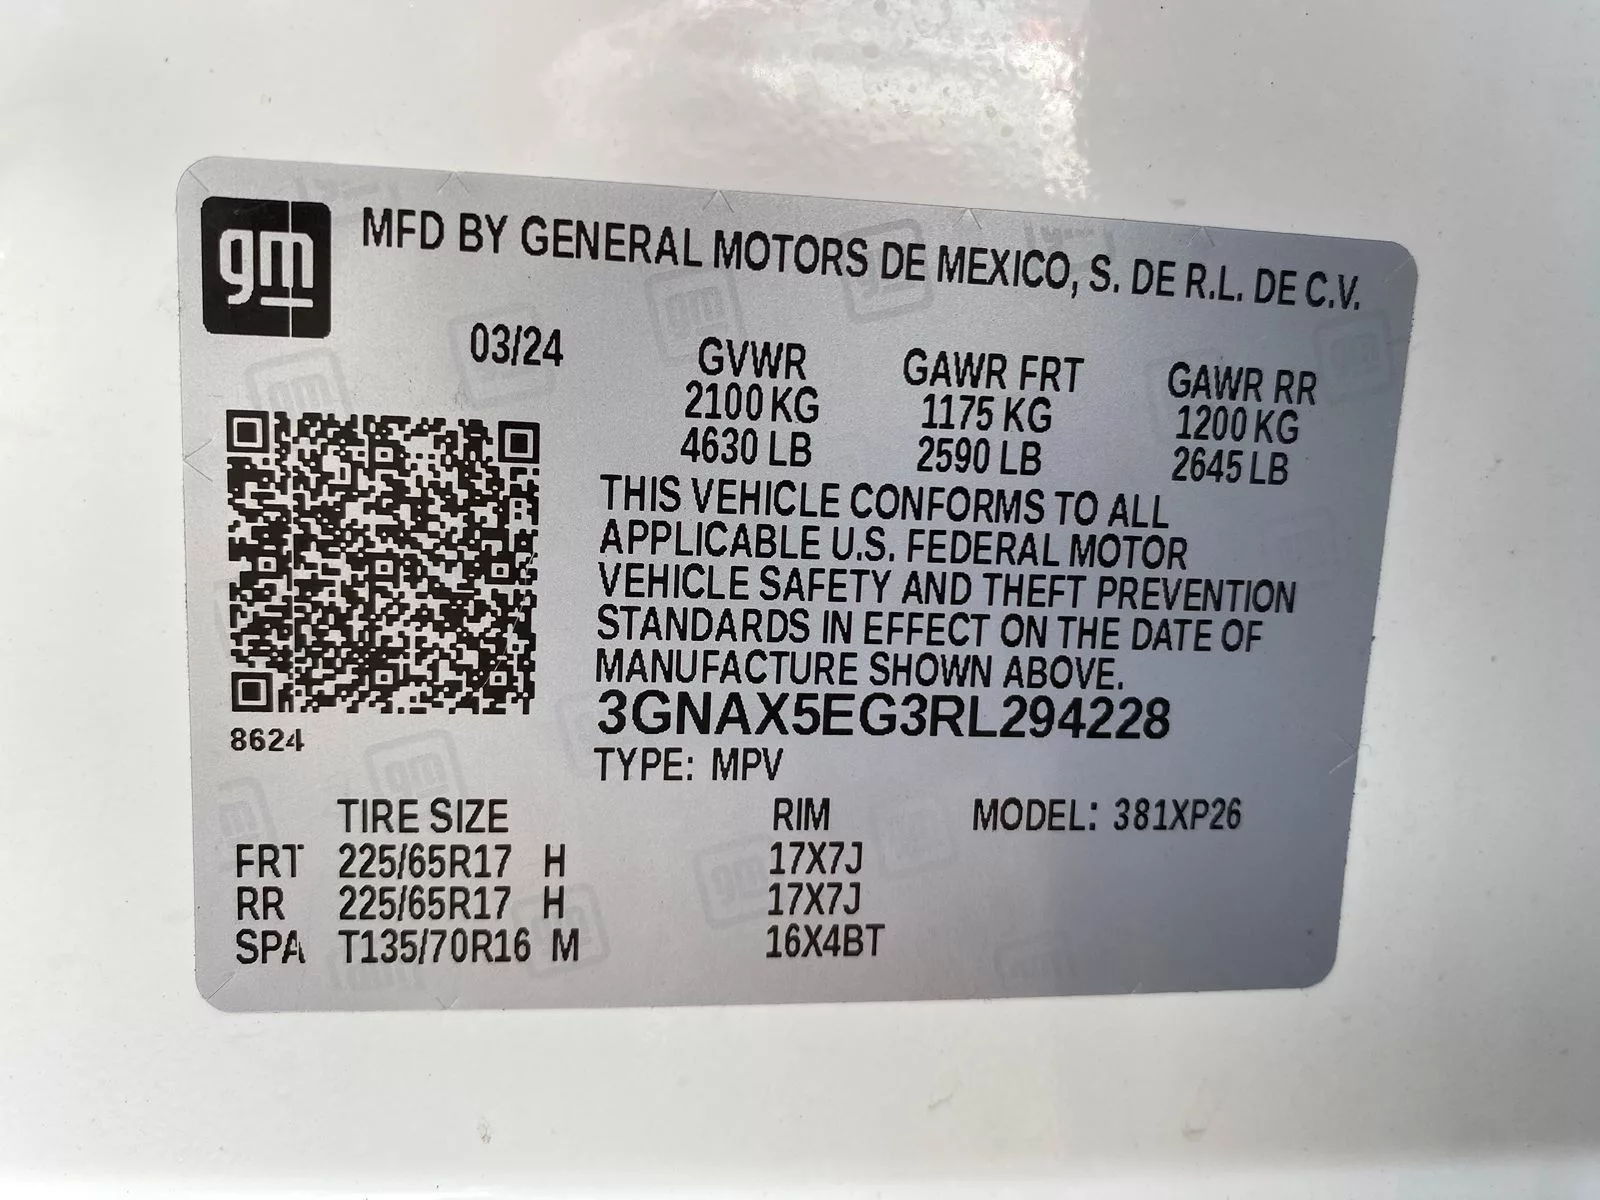 gm
MFD BY GENERAL MOTORS DE MEXICO, S. DE R.L. DE C.V.
03/24
GVWR GAWR FRT GAWR RR
2100 KG 1175 KG 1200 KG
4630 LB 2590 LB 2645 LB
THIS VEHICLE CONFORMS TO ALL
APPLICABLE U.S. FEDERAL MOTOR
VEHICLE SAFETY AND THEFT PREVENTION
STANDARDS IN EFFECT ON THE DATE OF
MANUFACTURE SHOWN ABOVE.
3GNAX5EG3RL294228
8624
TYPE: MPV
TIRE SIZE RIM MODEL: 381XP26
FRT 225/65R17 H 17X7J
RR 225/65R17 H 17X7J
SPA T135/70R16 M 16X4BT